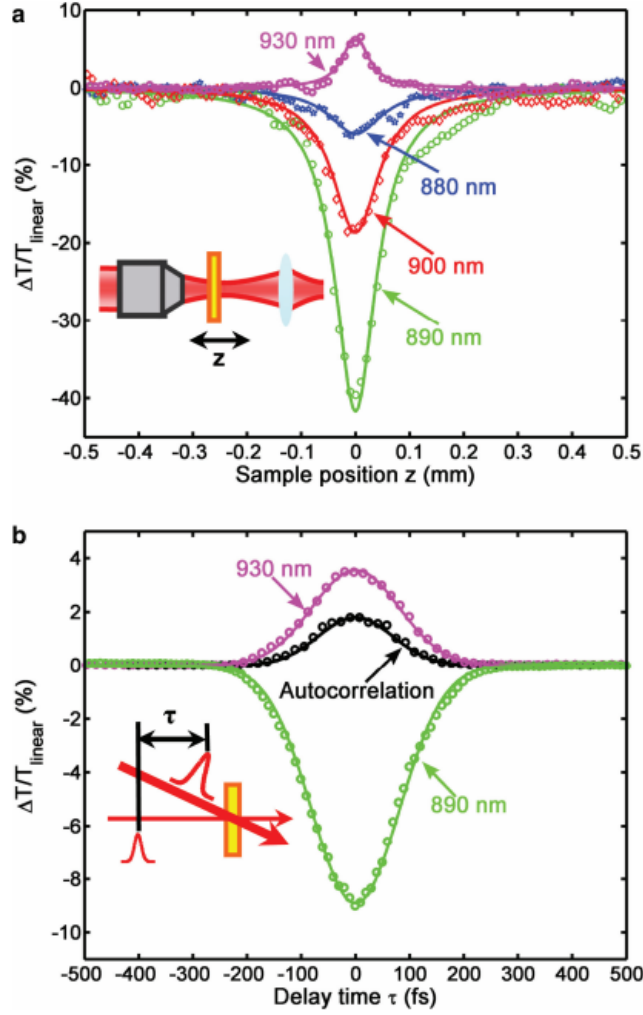 a
930 nm
880 nm
900 nm
890 nm
z
10
0
-10
-20
-30
-40
ΔT/T_linear (%)
-0.5 -0.4 -0.3 -0.2 -0.1 0 0.1 0.2 0.3 0.4 0.5
Sample position z (mm)
b
930 nm
Autocorrelation
890 nm
τ
4
2
0
-2
-4
-6
-8
-10
ΔT/T_linear (%)
-500 -400 -300 -200 -100 0 100 200 300 400 500
Delay time τ (fs)